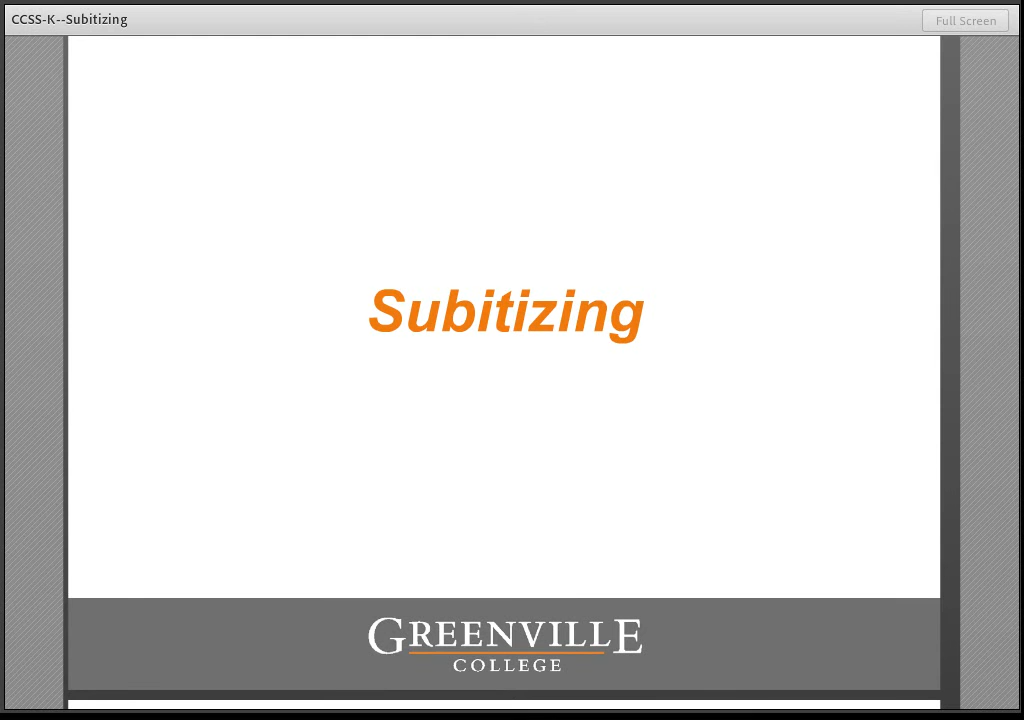 CCSS-K--Subitizing
Full Screen
Subitizing
GREENVILLE
COLLEGE